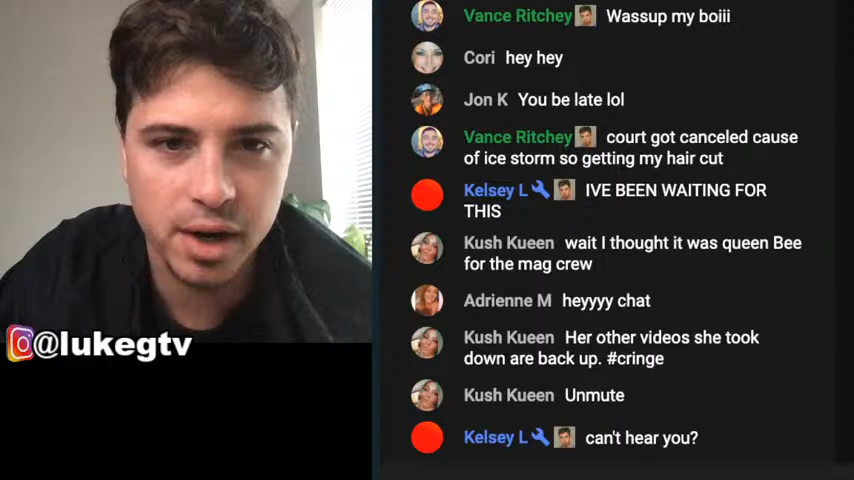 @lukegtv
Vance Ritchey Wassup my boiii
Cori hey hey
Jon K You be late lol
Vance Ritchey court got canceled cause
of ice storm so getting my hair cut
Kelsey L IVE BEEN WAITING FOR
THIS
Kush Kueen wait I thought it was queen Bee
for the mag crew
Adrienne M heyyyy chat
Kush Kueen Her other videos she took
down are back up. #cringe
Kush Kueen Unmute
Kelsey L can't hear you?